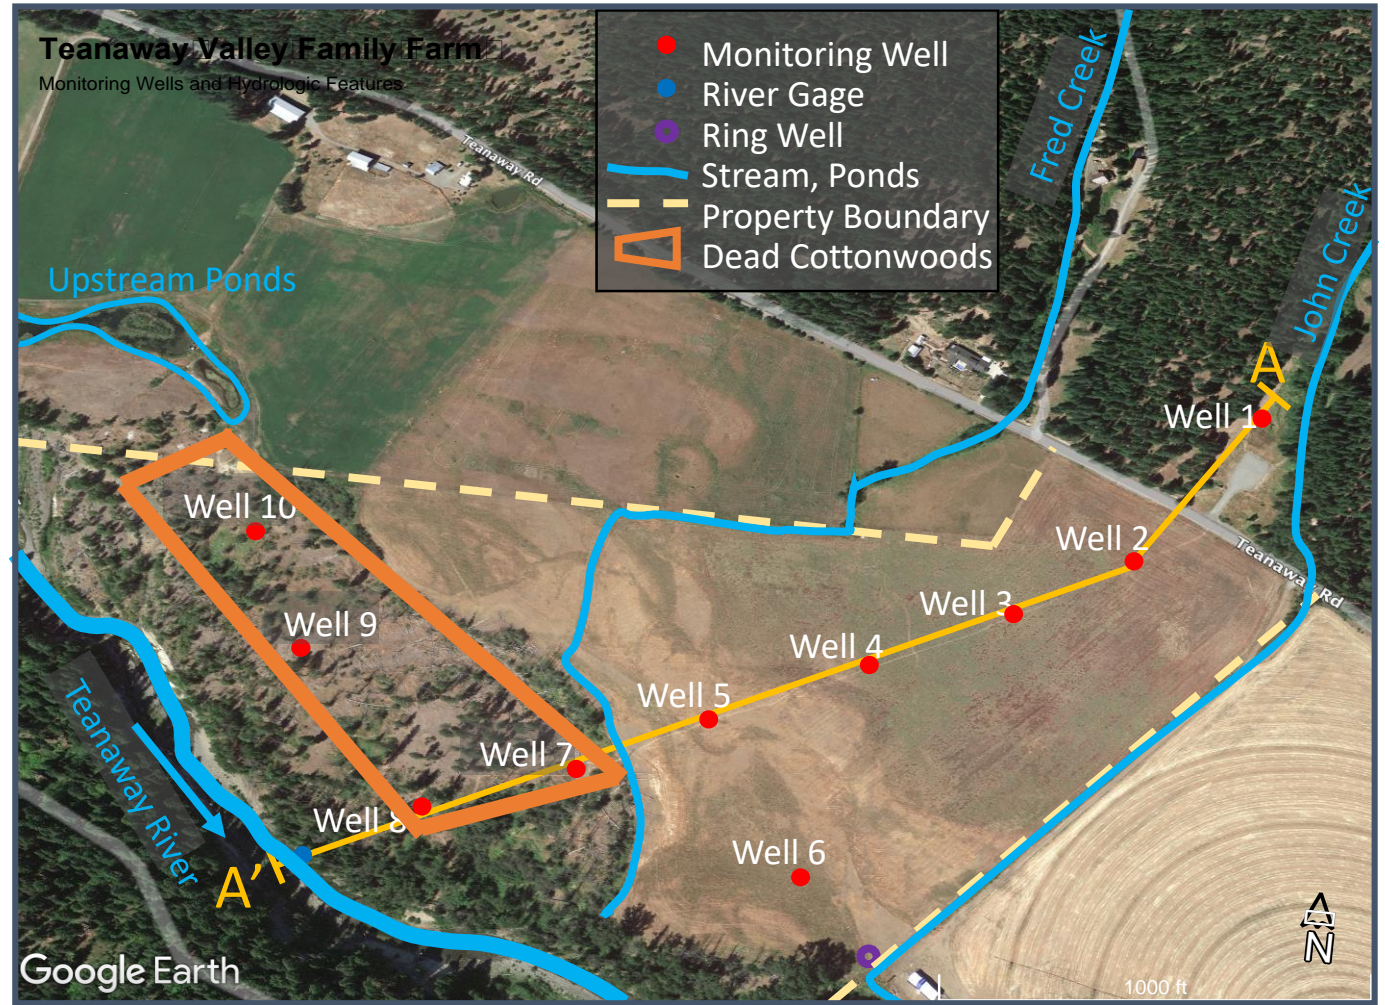 Teanaway Valley Family Farm
Monitoring Wells and Hydrologic Features
Monitoring Well
River Gage
Ring Well
Stream, Ponds
Property Boundary
Dead Cottonwoods
Teanaway Rd
Fred Creek
John Creek
Upstream Ponds
A
Well 1
Well 10
Well 2
Teanaway Rd
Well 3
Well 9
Well 4
Well 5
Well 7
Well 8
Teanaway River
A'
Well 6
N
Google Earth
1000 ft